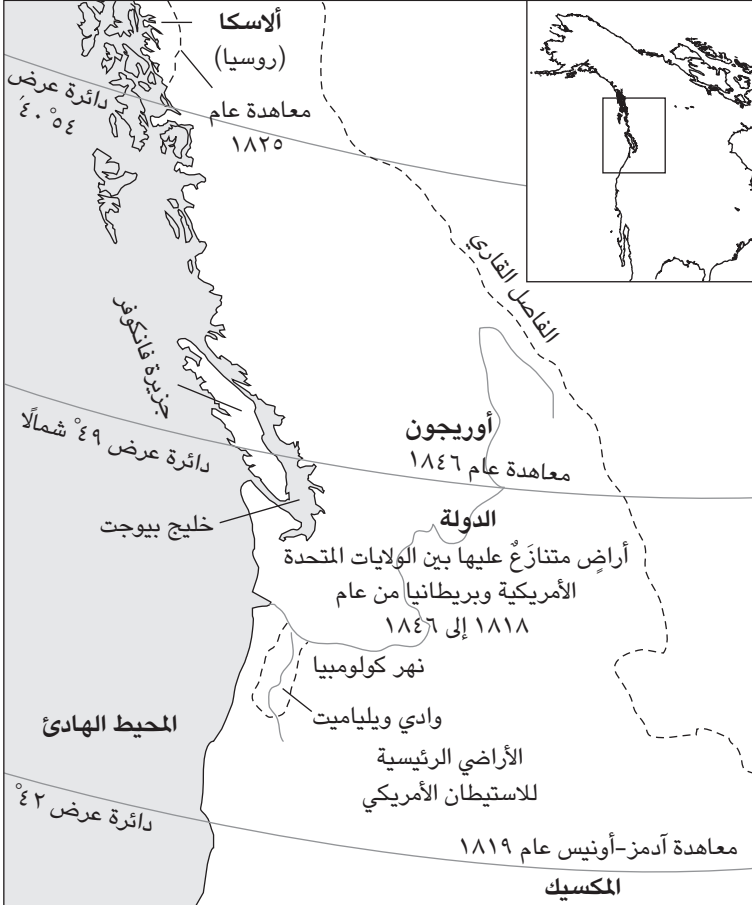 ألاسكا
(روسيا)
معاهدة عام
١٨٢٥
دائرة عرض
٥٤° ٤٠′
الفاصل القاري
جزيرة فانكوفر
دائرة عرض ٤٩° شمالًا
أوريجون
معاهدة عام ١٨٤٦
خليج بيوجت
الدولة
أراضٍ متنازَعٌ عليها بين الولايات المتحدة
الأمريكية وبريطانيا من عام
١٨١٨ إلى ١٨٤٦
نهر كولومبيا
وادي ويلياميت
المحيط الهادئ
الأراضي الرئيسية
للاستيطان الأمريكي
دائرة عرض ٤٢°
معاهدة آدمز–أونيس عام ١٨١٩
المكسيك